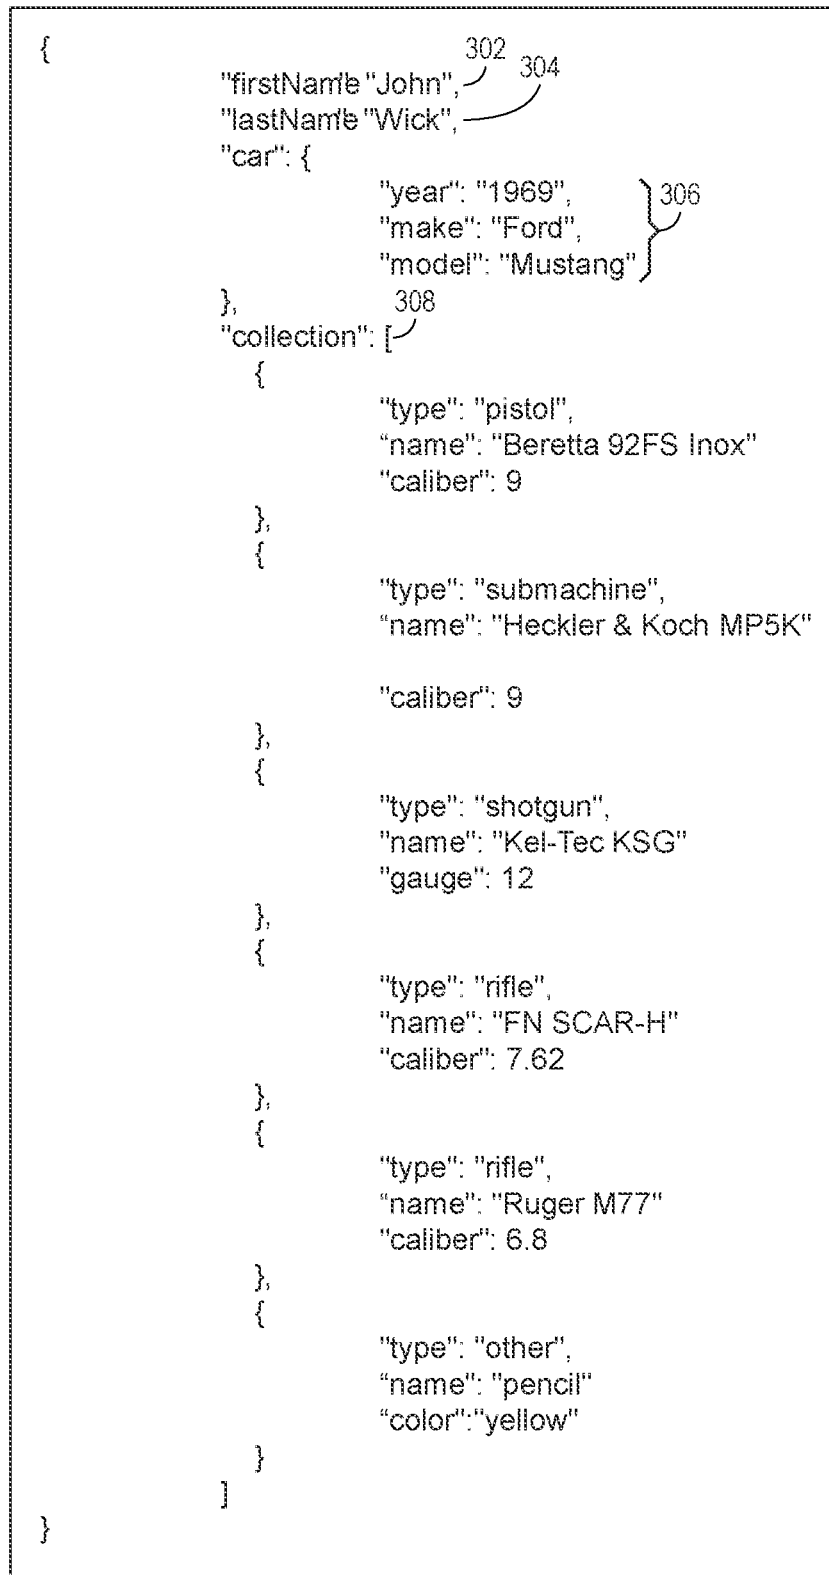 {
302
304
"firstName" "John",
"lastName" "Wick",
"car": {
"year": "1969",
"make": "Ford",
"model": "Mustang"
306
},
308
"collection": [
{
"type": "pistol",
“name": "Beretta 92FS Inox"
"caliber": 9
},
{
"type": "submachine",
“name": "Heckler & Koch MP5K"
"caliber": 9
},
{
"type": "shotgun",
"name": "Kel-Tec KSG"
"gauge": 12
},
{
"type": "rifle",
"name": "FN SCAR-H"
"caliber": 7.62
},
{
"type": "rifle",
“name": "Ruger M77"
"caliber": 6.8
},
{
"type": "other",
“name": "pencil"
“color":"yellow"
}
]
}